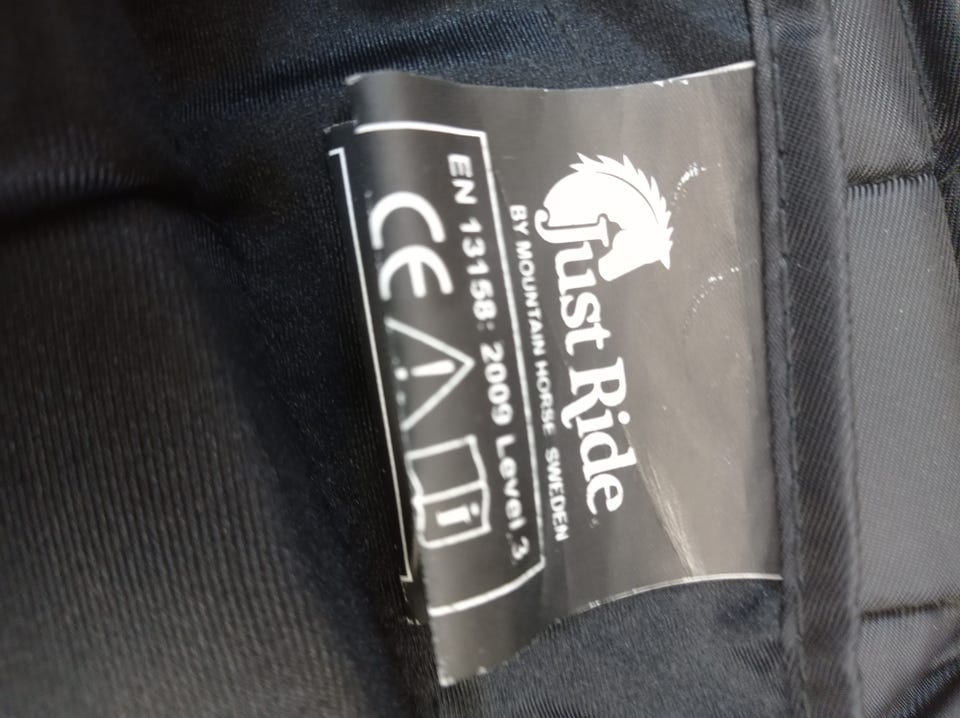 Just Ride
BY MOUNTAIN HORSE SWEDEN
EN 13158: 2009 Level 3
CE